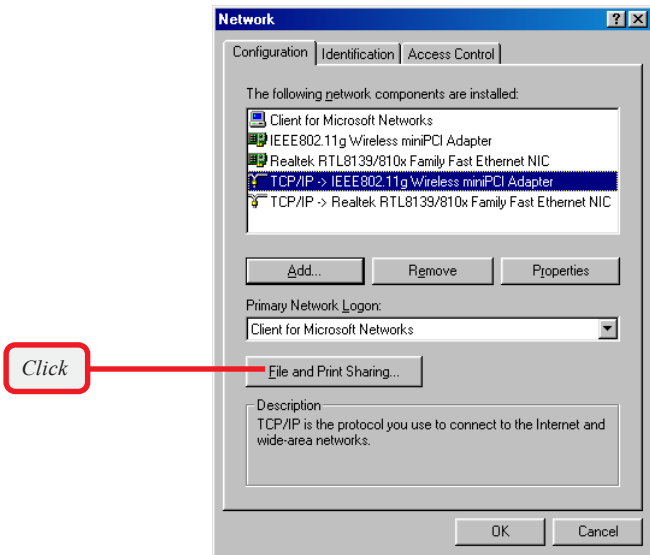 Network
Configuration Identification Access Control
The following network components are installed:
Client for Microsoft Networks
IEEE802.11g Wireless miniPCI Adapter
Realtek RTL8139/810x Family Fast Ethernet NIC
TCP/IP -> IEEE802.11g Wireless miniPCI Adapter
TCP/IP -> Realtek RTL8139/810x Family Fast Ethernet NIC
Add... Remove Properties
Primary Network Logon:
Client for Microsoft Networks
Click
File and Print Sharing...
Description
TCP/IP is the protocol you use to connect to the Internet and
wide-area networks.
OK Cancel